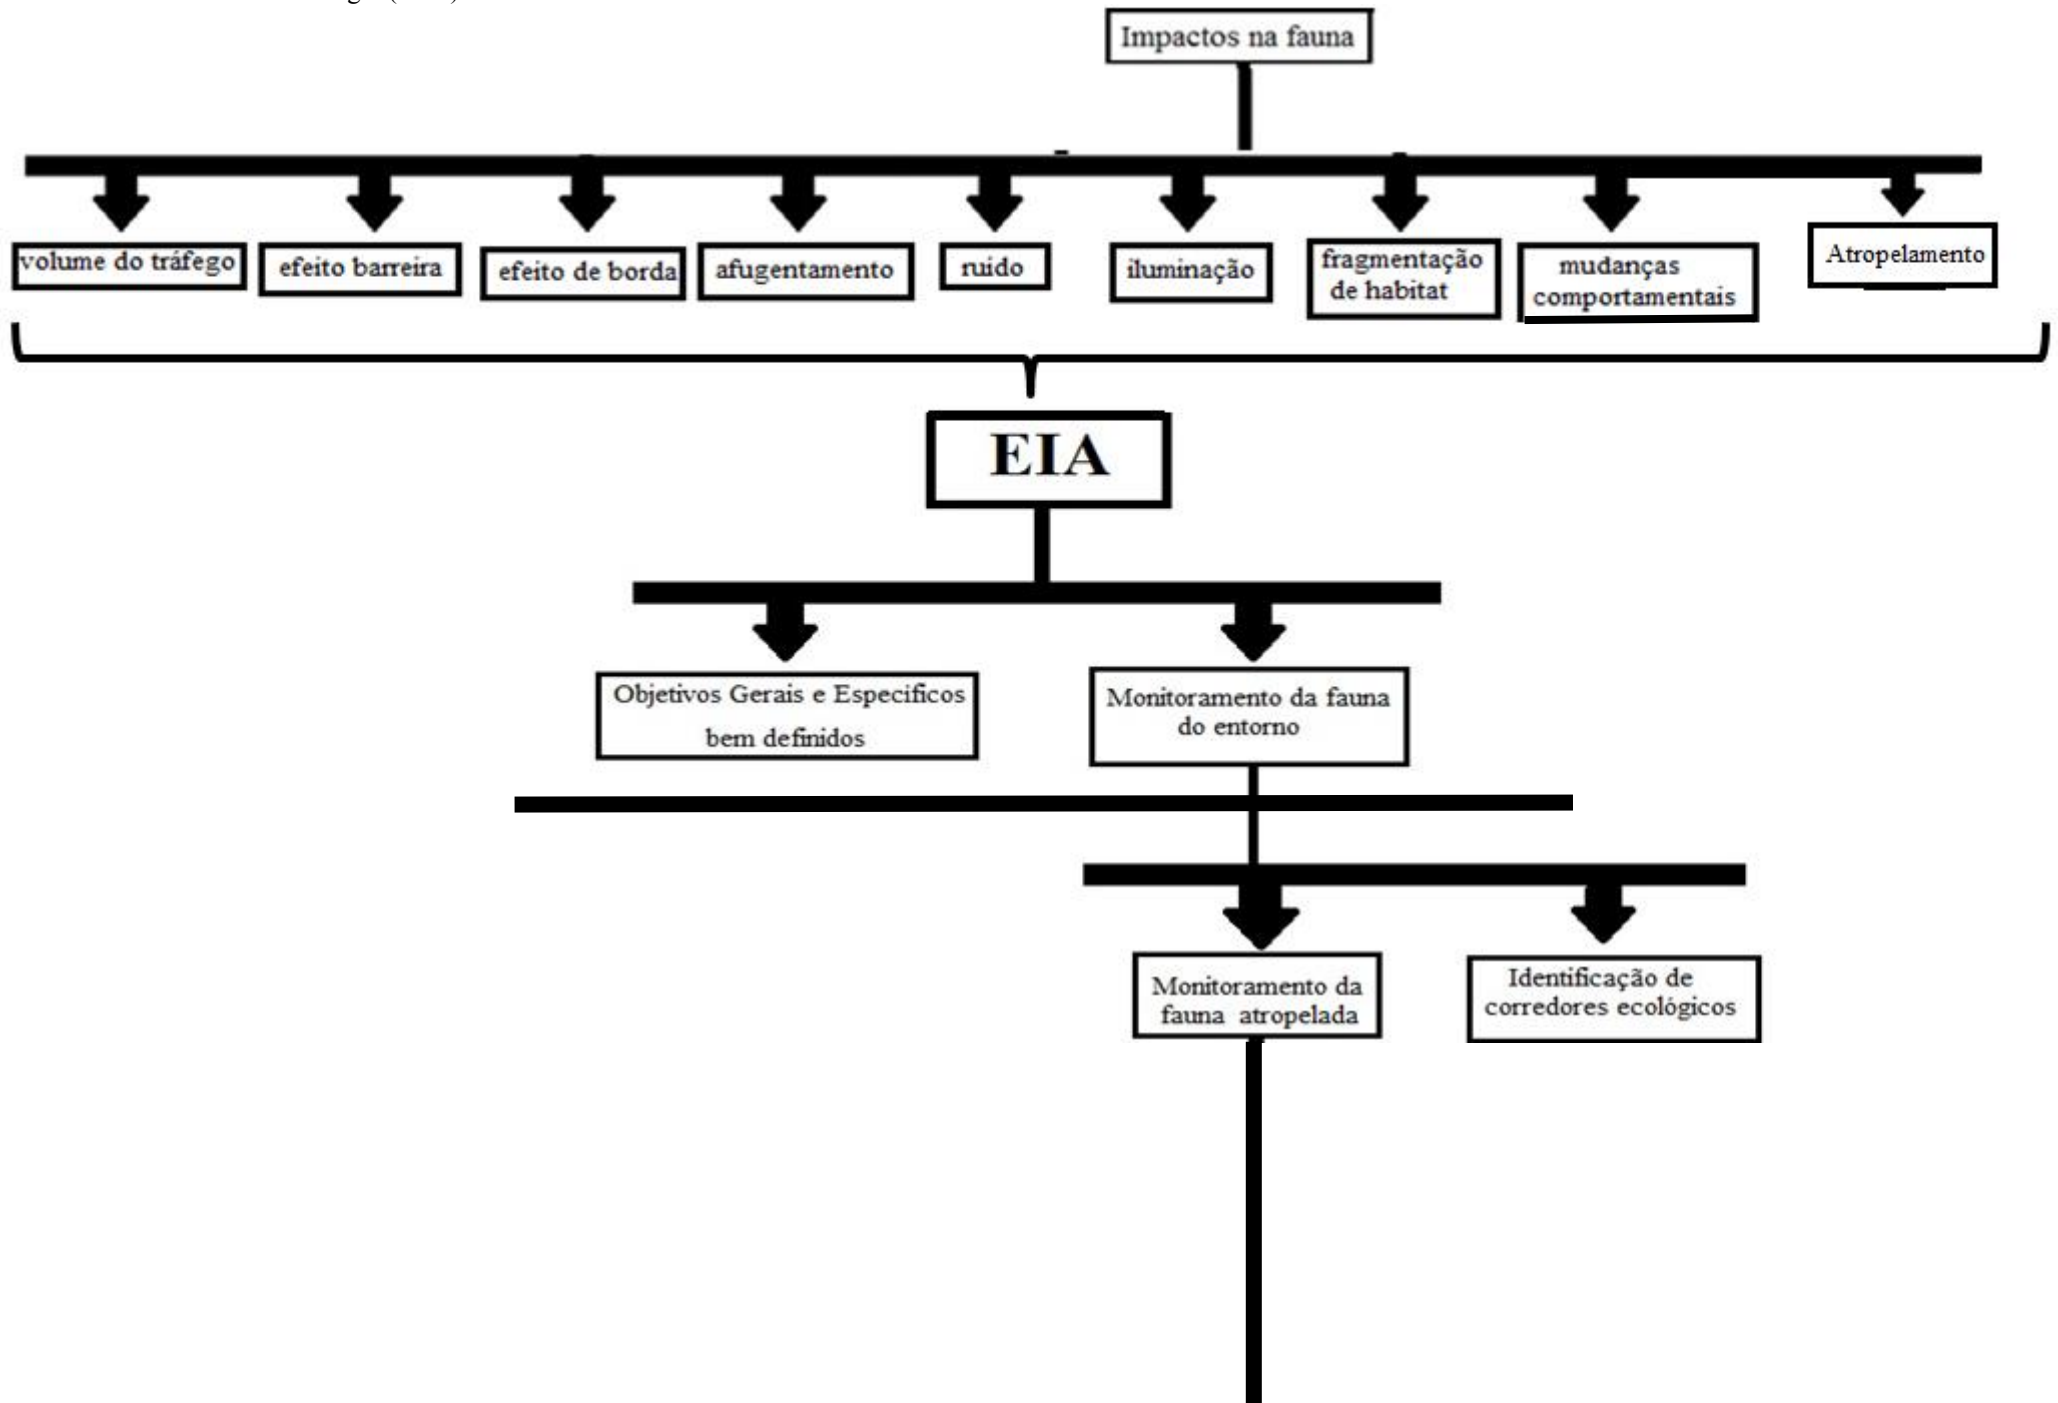 Impactos na fauna
volume do tráfego
efeito barreira
efeito de borda
afugentamento
ruido
iluminação
fragmentação
de habitat
mudanças
comportamentais
Atropelamento
EIA
Objetivos Gerais e Especificos
bem definidos
Monitoramento da fauna
do entorno
Monitoramento da
fauna atropelada
Identificação de
corredores ecológicos